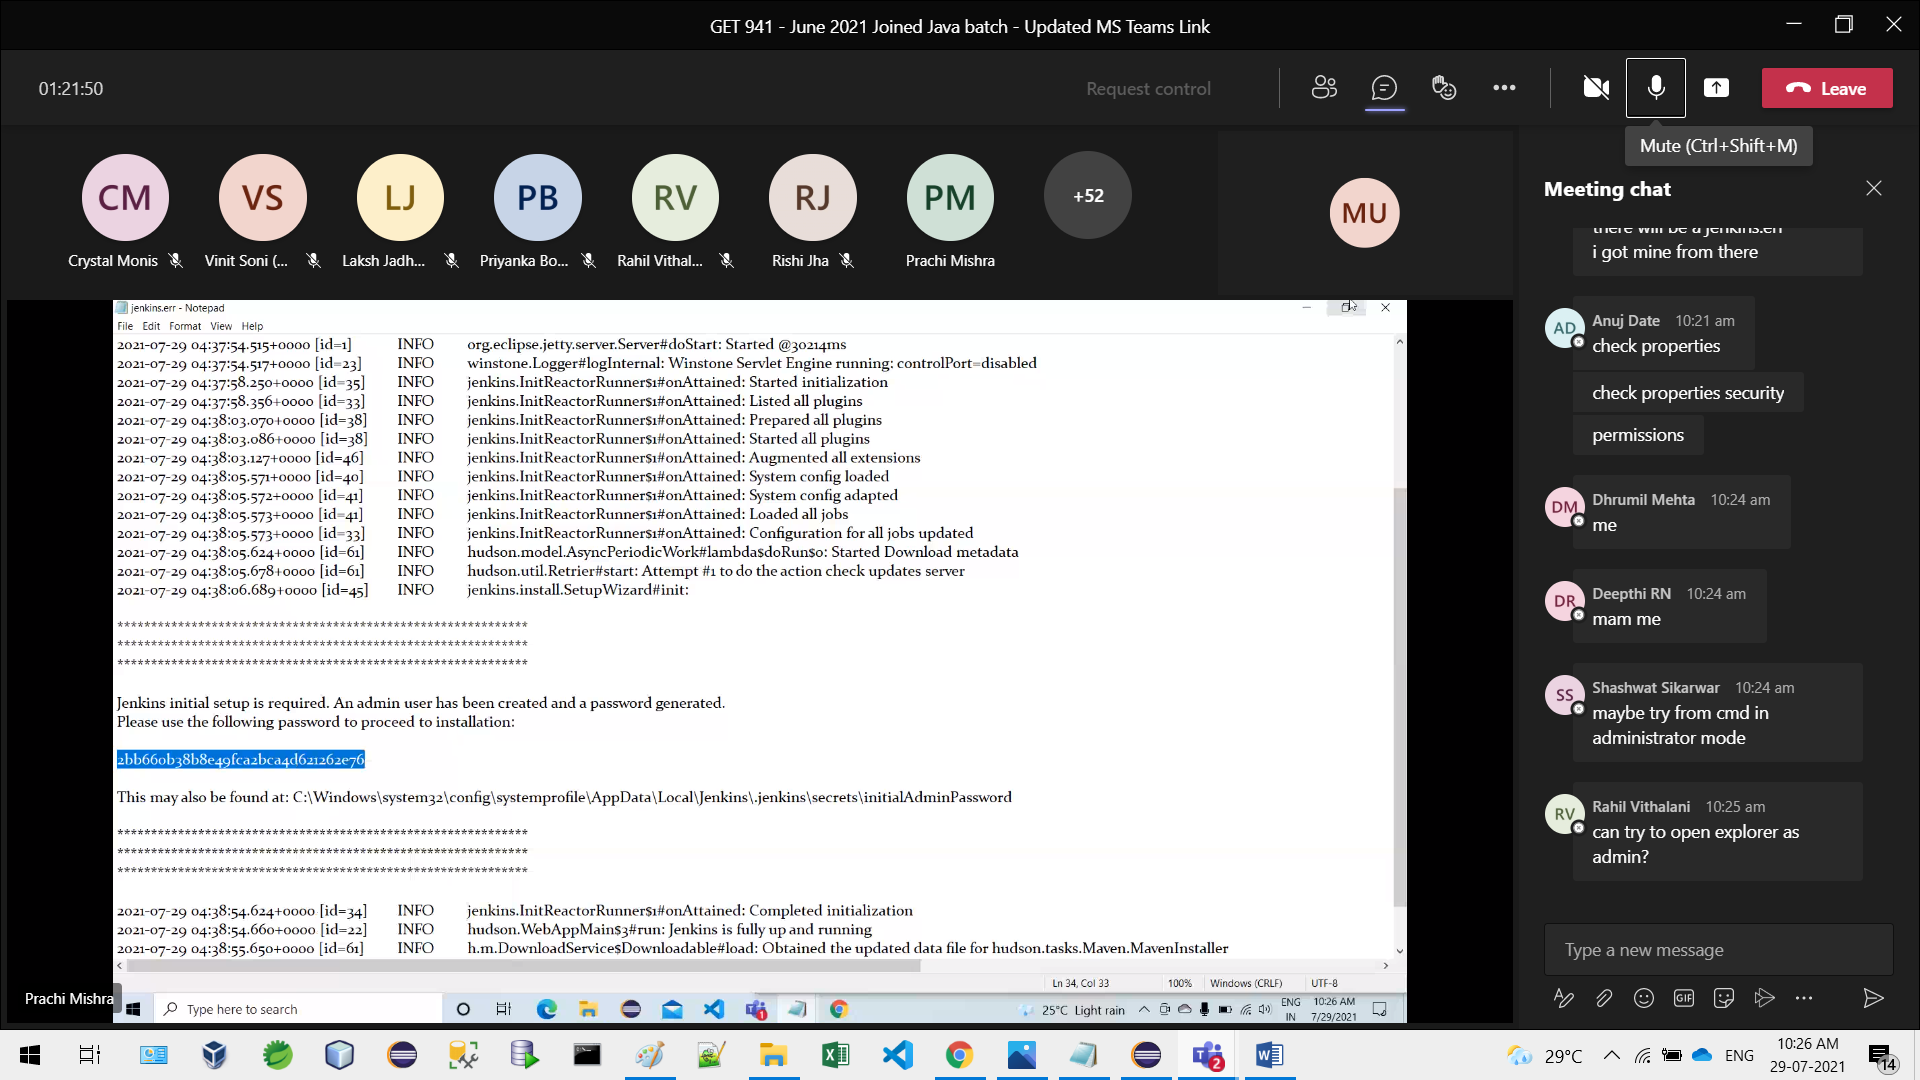 GET 941 - June 2021 Joined Java batch - Updated MS Teams Link
01:21:50
Request control
Leave
Mute (Ctrl+Shift+M)
CM
VS
LJ
PB
RV
RJ
PM
+52
MU
Crystal Monis
Vinit Soni (...
Laksh Jadh...
Priyanka Bo...
Rahil Vithal...
Rishi Jha
Prachi Mishra
jenkins.err - Notepad
File Edit Format View Help
2021-07-29 04:37:54.515+0000 [id=1] INFO org.eclipse.jetty.server.Server#doStart: Started @30214ms
2021-07-29 04:37:54.517+0000 [id=23] INFO winstone.Logger#logInternal: Winstone Servlet Engine running: controlPort=disabled
2021-07-29 04:37:58.250+0000 [id=35] INFO jenkins.InitReactorRunner$1#onAttained: Started initialization
2021-07-29 04:37:58.356+0000 [id=33] INFO jenkins.InitReactorRunner$1#onAttained: Listed all plugins
2021-07-29 04:38:03.070+0000 [id=38] INFO jenkins.InitReactorRunner$1#onAttained: Prepared all plugins
2021-07-29 04:38:03.086+0000 [id=38] INFO jenkins.InitReactorRunner$1#onAttained: Started all plugins
2021-07-29 04:38:03.127+0000 [id=46] INFO jenkins.InitReactorRunner$1#onAttained: Augmented all extensions
2021-07-29 04:38:05.571+0000 [id=40] INFO jenkins.InitReactorRunner$1#onAttained: System config loaded
2021-07-29 04:38:05.572+0000 [id=41] INFO jenkins.InitReactorRunner$1#onAttained: System config adapted
2021-07-29 04:38:05.573+0000 [id=41] INFO jenkins.InitReactorRunner$1#onAttained: Loaded all jobs
2021-07-29 04:38:05.573+0000 [id=33] INFO jenkins.InitReactorRunner$1#onAttained: Configuration for all jobs updated
2021-07-29 04:38:05.624+0000 [id=61] INFO hudson.model.AsyncPeriodicWork#lambda$doRun$0: Started Download metadata
2021-07-29 04:38:05.678+0000 [id=61] INFO hudson.util.Retrier#start: Attempt #1 to do the action check updates server
2021-07-29 04:38:06.689+0000 [id=45] INFO jenkins.install.SetupWizard#init:
*************************************************************
*************************************************************
*************************************************************
Jenkins initial setup is required. An admin user has been created and a password generated.
Please use the following password to proceed to installation:
2bb660b38b8e49fca2bca4d621262e76
This may also be found at: C:\Windows\system32\config\systemprofile\AppData\Local\Jenkins\.jenkins\secrets\initialAdminPassword
*************************************************************
*************************************************************
*************************************************************
2021-07-29 04:38:54.624+0000 [id=34] INFO jenkins.InitReactorRunner$1#onAttained: Completed initialization
2021-07-29 04:38:54.660+0000 [id=22] INFO hudson.WebAppMain$3#run: Jenkins is fully up and running
2021-07-29 04:38:55.650+0000 [id=61] INFO h.m.DownloadService$Downloadable#load: Obtained the updated data file for hudson.tasks.Maven.MavenInstaller
Ln 34, Col 33 100% Windows (CRLF) UTF-8
Prachi Mishra
Type here to search
1
25°C Light rain
ENG
IN
10:26 AM
7/29/2021
Meeting chat
there will be a jenkins.err
i got mine from there
AD
Anuj Date 10:21 am
check properties
check properties security
permissions
DM
Dhrumil Mehta 10:24 am
me
DR
Deepthi RN 10:24 am
mam me
SS
Shashwat Sikarwar 10:24 am
maybe try from cmd in
administrator mode
RV
Rahil Vithalani 10:25 am
can try to open explorer as
admin?
Type a new message
GIF
2
29°C
ENG
10:26 AM
29-07-2021
14